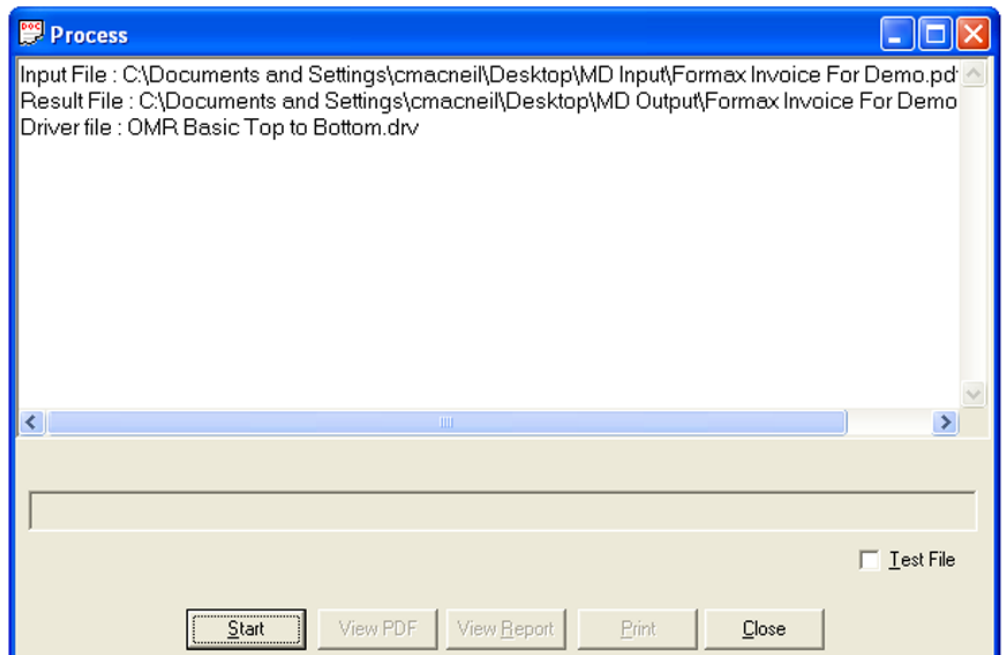 DOC
Process
Input File : C:\Documents and Settings\cmacneil\Desktop\MD Input\Formax Invoice For Demo.pd
Result File : C:\Documents and Settings\cmacneil\Desktop\MD Output\Formax Invoice For Demo
Driver file : OMR Basic Top to Bottom.drv
Test File
Start View PDF View Report Print Close